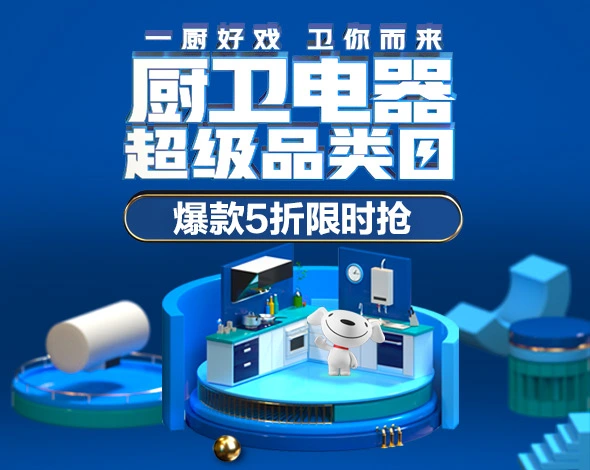 一厨好戏 卫你而来
厨卫电器
超级品类日
爆款5折限时抢